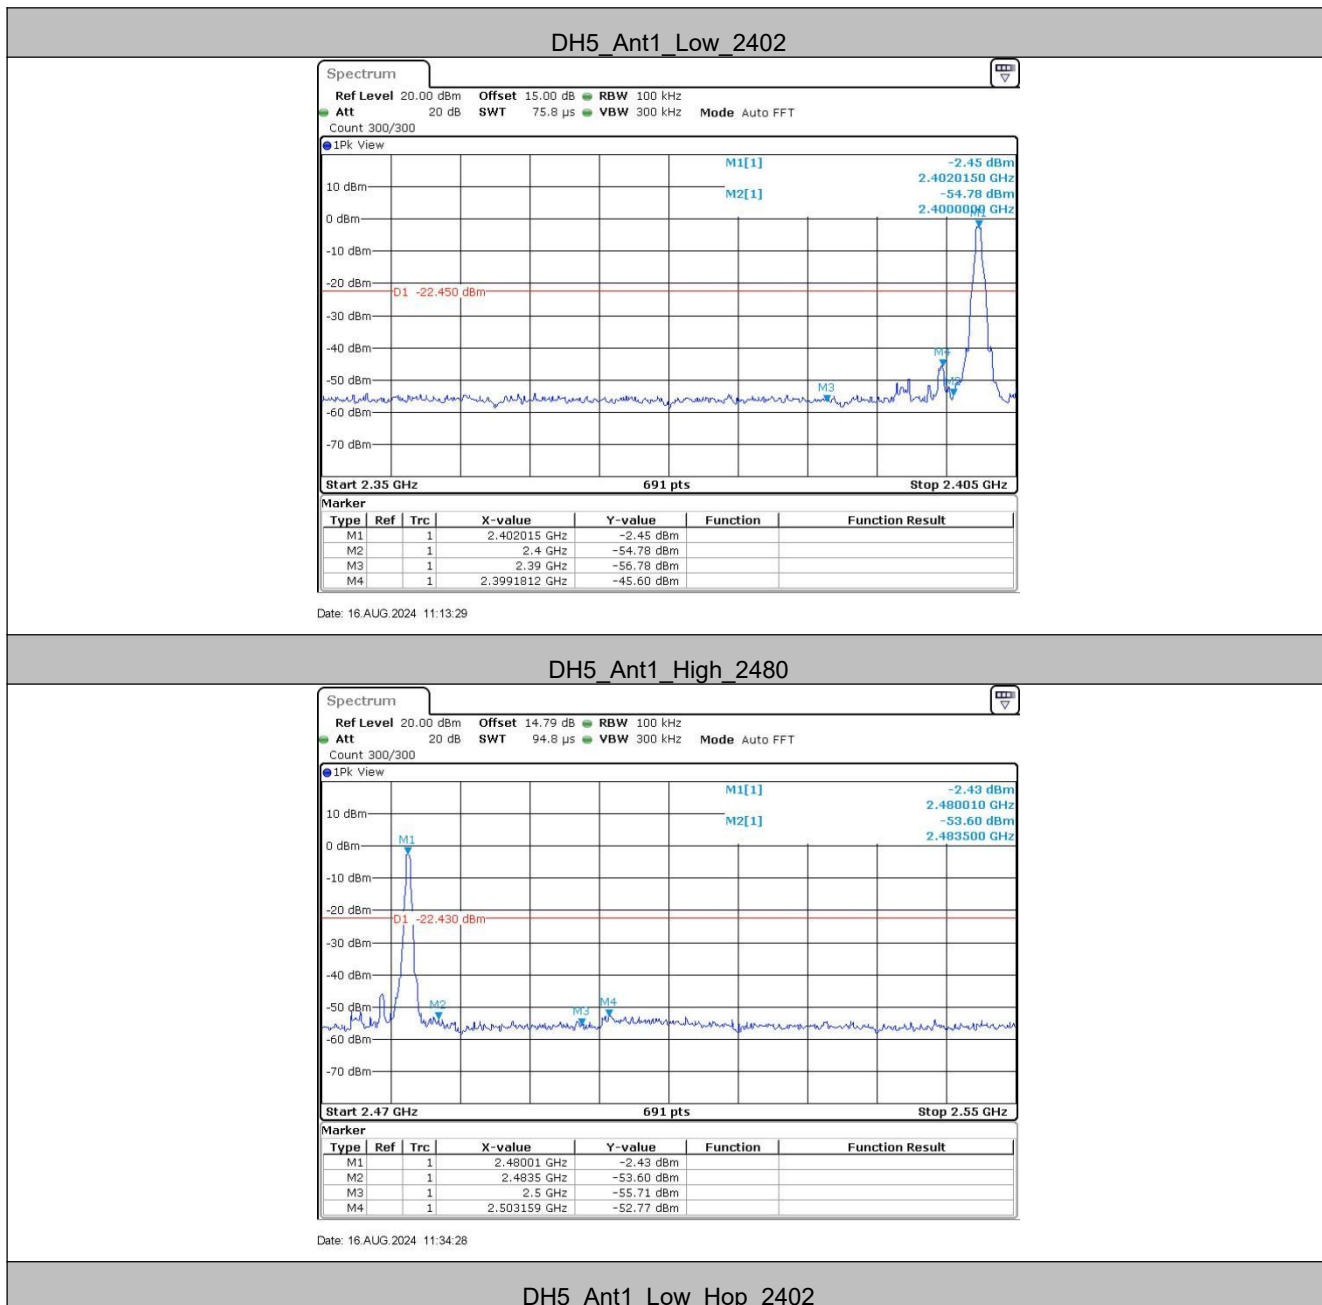 DH5_Ant1_Low_2402
Spectrum
Ref Level 20.00 dBm Offset 15.00 dB RBW 100 kHz
Att 20 dB SWT 75.8 µs VBW 300 kHz Mode Auto FFT
Count 300/300
1Pk View
M1[1] -2.45 dBm
2.4020150 GHz
10 dBm
M2[1] -54.78 dBm
2.4000000 GHz
M1
0 dBm
-10 dBm
-20 dBm
D1 -22.450 dBm
-30 dBm
-40 dBm
M4
-50 dBm
M3 M2
-60 dBm
-70 dBm
Start 2.35 GHz 691 pts Stop 2.405 GHz
Marker
Type Ref Trc X-value Y-value Function Function Result
M1 1 2.402015 GHz -2.45 dBm
M2 1 2.4 GHz -54.78 dBm
M3 1 2.39 GHz -56.78 dBm
M4 1 2.3991812 GHz -45.60 dBm
Date: 16.AUG.2024 11:13:29
DH5_Ant1_High_2480
Spectrum
Ref Level 20.00 dBm Offset 14.79 dB RBW 100 kHz
Att 20 dB SWT 94.8 µs VBW 300 kHz Mode Auto FFT
Count 300/300
1Pk View
M1[1] -2.43 dBm
2.480010 GHz
10 dBm
M2[1] -53.60 dBm
2.483500 GHz
M1
0 dBm
-10 dBm
-20 dBm
D1 -22.430 dBm
-30 dBm
-40 dBm
-50 dBm
M2 M3 M4
-60 dBm
-70 dBm
Start 2.47 GHz 691 pts Stop 2.55 GHz
Marker
Type Ref Trc X-value Y-value Function Function Result
M1 1 2.48001 GHz -2.43 dBm
M2 1 2.4835 GHz -53.60 dBm
M3 1 2.5 GHz -55.71 dBm
M4 1 2.503159 GHz -52.77 dBm
Date: 16.AUG.2024 11:34:28
DH5_Ant1_Low_Hop_2402